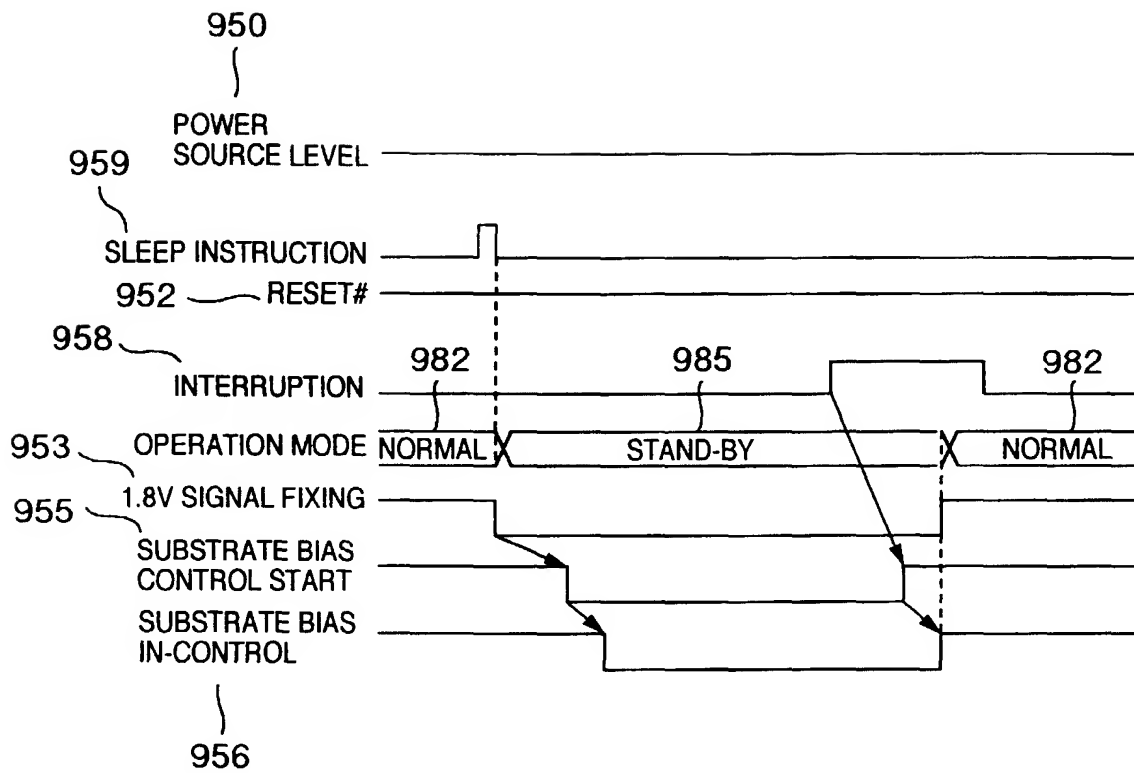 950
POWER
SOURCE LEVEL
959
SLEEP INSTRUCTION
952
RESET#
958
INTERRUPTION
982
985
982
OPERATION MODE
NORMAL
STAND-BY
NORMAL
953
1.8V SIGNAL FIXING
955
SUBSTRATE BIAS
CONTROL START
SUBSTRATE BIAS
IN-CONTROL
956